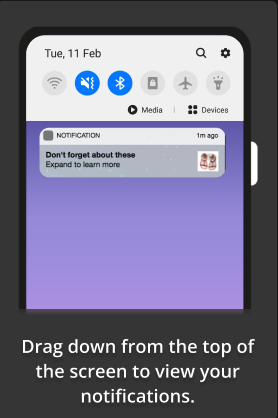 Tue, 11 Feb
Media | Devices
NOTIFICATION 1m ago
Don't forget about these
Expand to learn more
Drag down from the top of
the screen to view your
notifications.